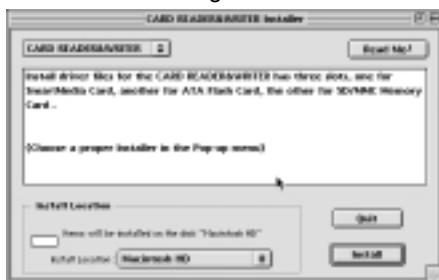 CARD READER&WRITER Installer
CARD READER&WRITER
Read Me!
Install driver files for the CARD READER&WRITER has three slots, one for
SmartMedia Card, another for ATA Flash Card, the other for SD/MMC Memory
Card .
(Choose a proper Installer in the Pop-up menu)
Install Location
Items will be installed on the disk "Macintosh HD"
Quit
Install Location: Macintosh HD
Install